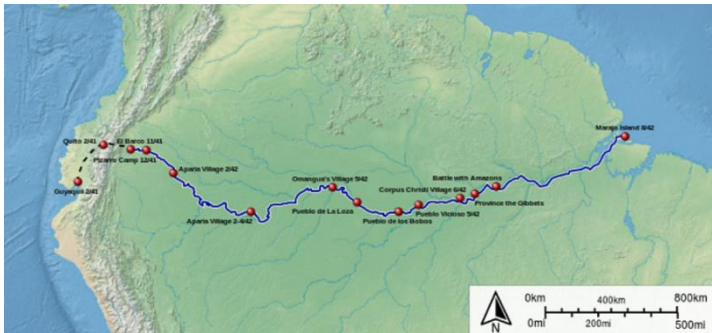 Maraja Island 8/42
Quito 2/41
El Barco 11/41
Pizarro Camp 12/41
Aparia Village 2/42
Guyaquil 2/41
Omangua's Village 5/42
Battle with Amazons
Corpus Christi Village 6/42
Province the Gibbets
Pueblo de La Loza
Pueblo Vicioso 5/42
Aparia Village 2-4/42
Pueblo de los Bobos
0km 400km 800km
0mi 200mi 500mi
N